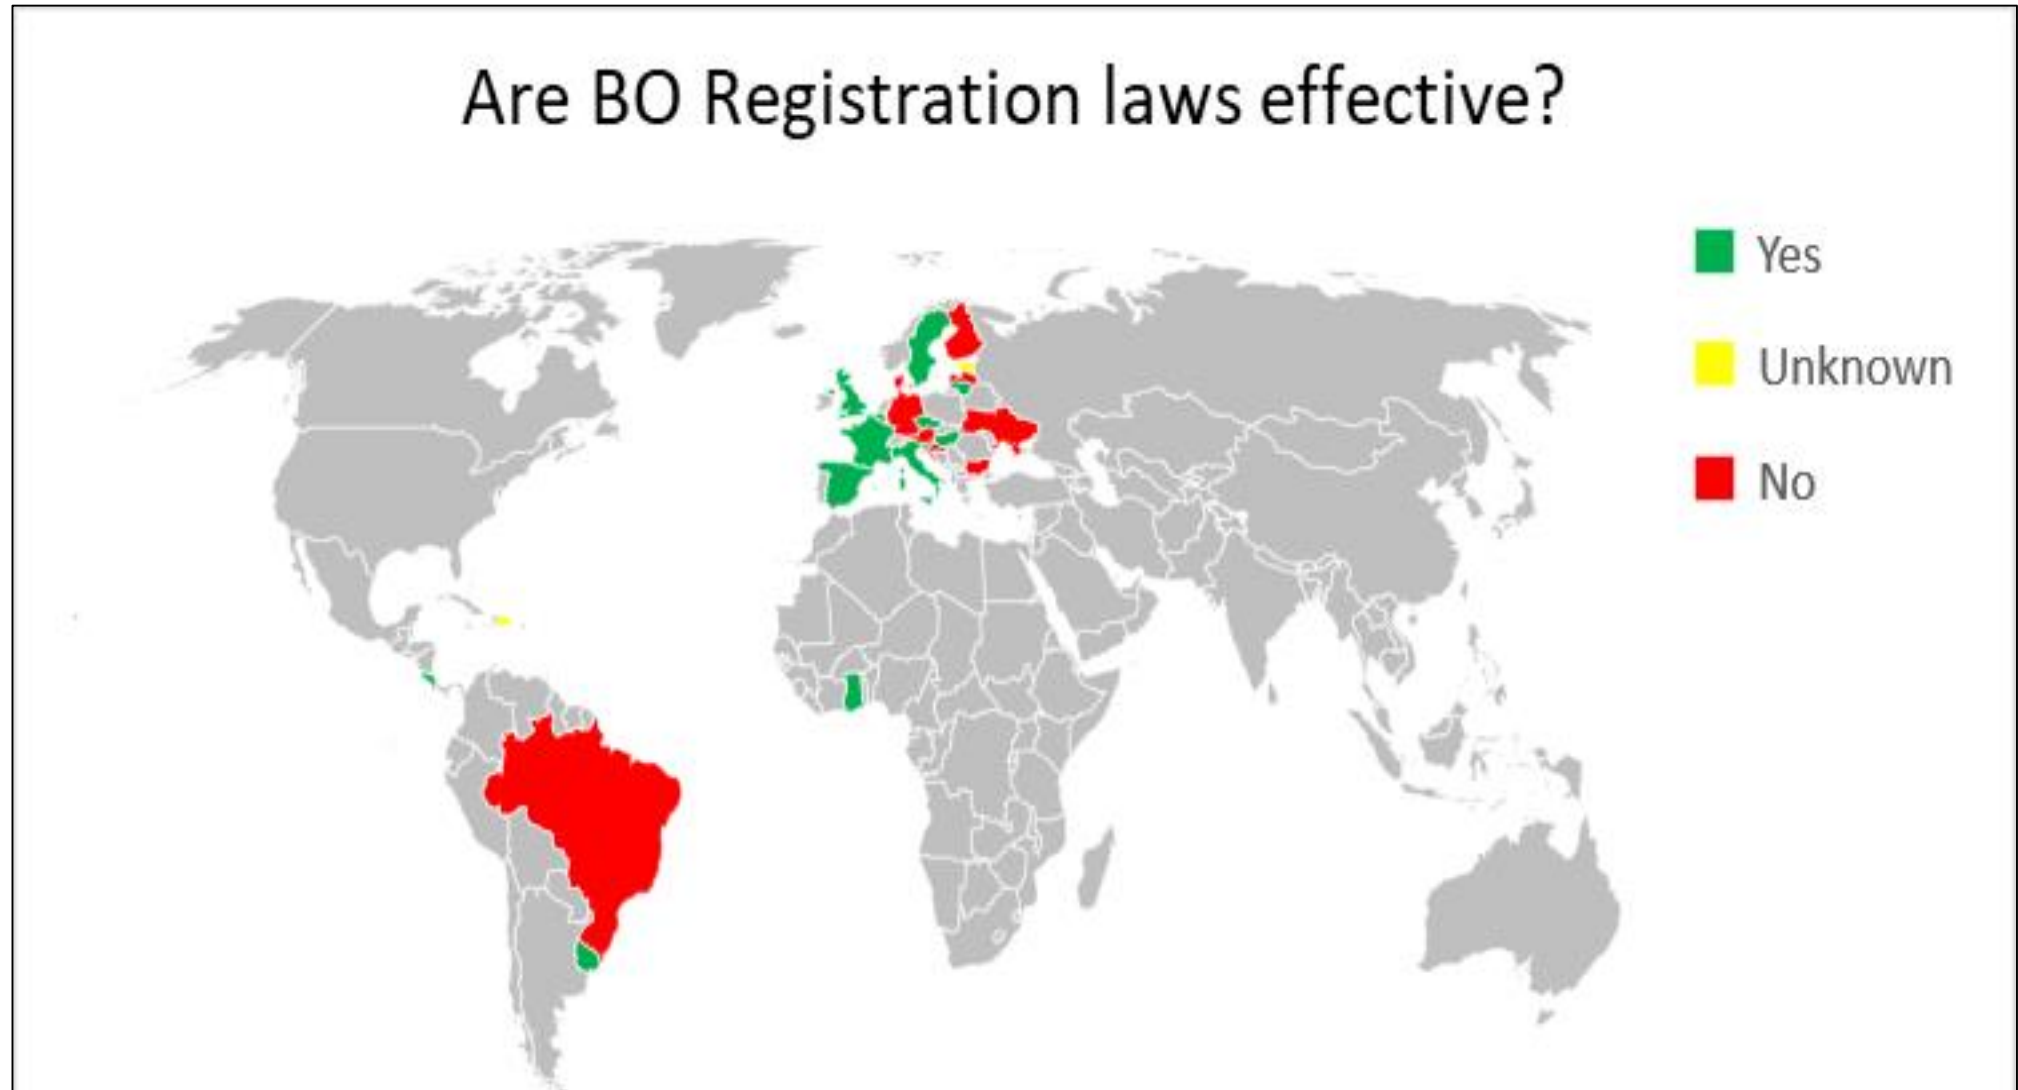 Are BO Registration laws effective?
Yes
Unknown
No